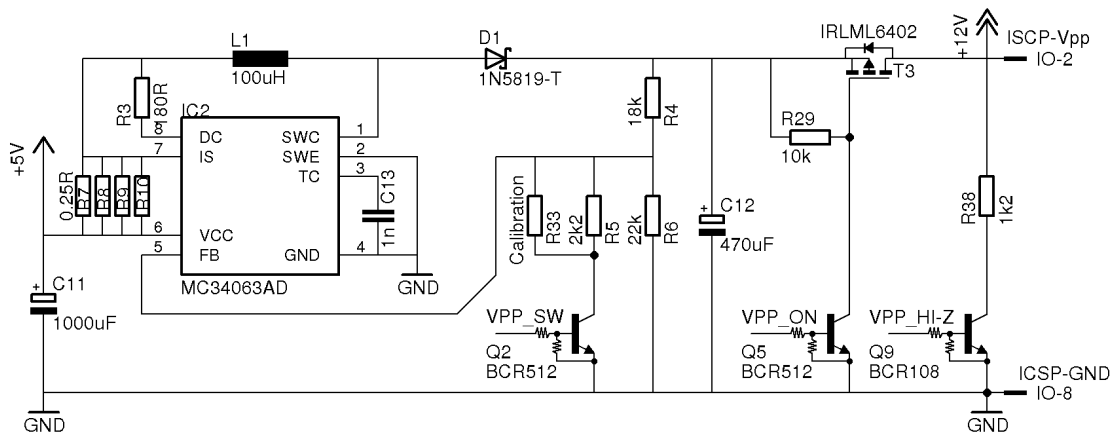 L1
100uH
D1
1N5819-T
IRLML6402
T3
+12V
ISCP-Vpp
IO-2
R3
180R
IC2
MC34063AD
8
DC
7
IS
6
VCC
5
FB
SWC
1
SWE
2
TC
3
GND
4
+5V
0.25R
R7
R8
R9
R10
C13
1n
GND
C11
1000uF
+
18k
R4
Calibration
R33
2k2
R5
22k
R6
+
C12
470uF
R29
10k
R38
1k2
VPP_SW
Q2
BCR512
VPP_ON
Q5
BCR512
VPP_HI-Z
Q9
BCR108
ICSP-GND
IO-8
GND
GND